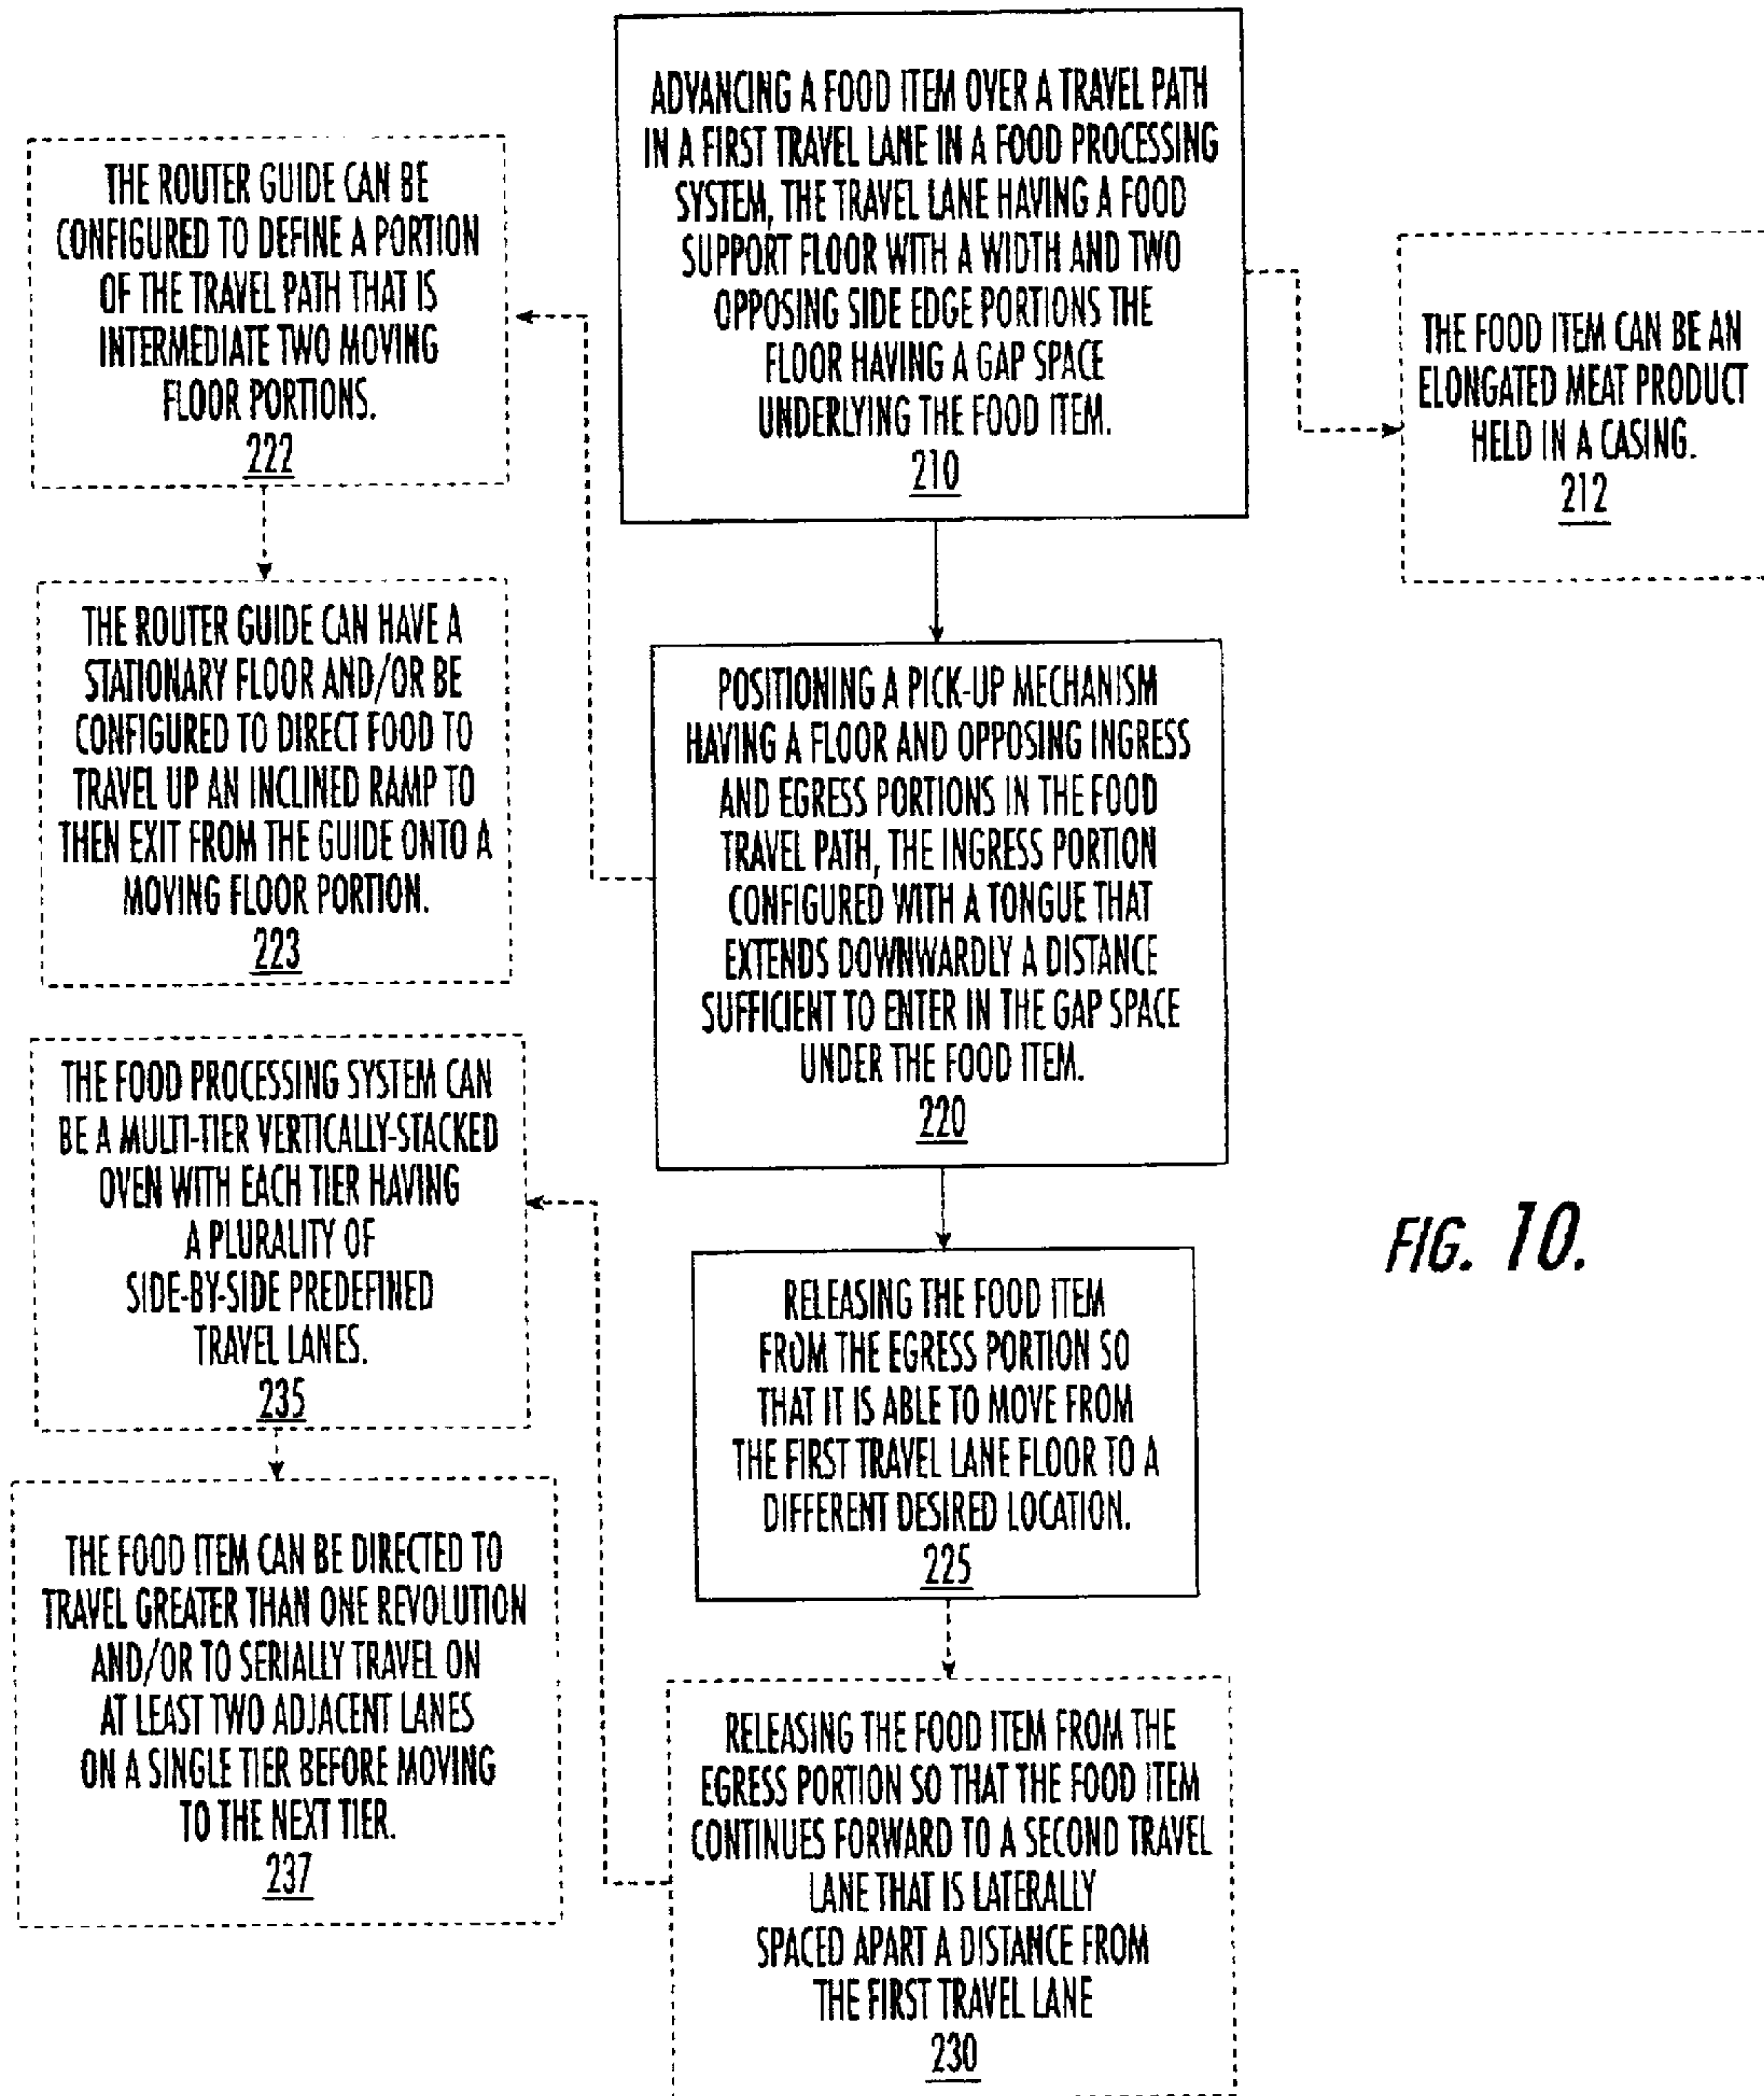 ADVANCING A FOOD ITEM OVER A TRAVEL PATH
IN A FIRST TRAVEL LANE IN A FOOD PROCESSING
SYSTEM, THE TRAVEL LANE HAVING A FOOD
SUPPORT FLOOR WITH A WIDTH AND TWO
OPPOSING SIDE EDGE PORTIONS THE
FLOOR HAVING A GAP SPACE
UNDERLYING THE FOOD ITEM.
210
THE FOOD ITEM CAN BE AN
ELONGATED MEAT PRODUCT
HELD IN A CASING.
212
POSITIONING A PICK-UP MECHANISM
HAVING A FLOOR AND OPPOSING INGRESS
AND EGRESS PORTIONS IN THE FOOD
TRAVEL PATH, THE INGRESS PORTION
CONFIGURED WITH A TONGUE THAT
EXTENDS DOWNWARDLY A DISTANCE
SUFFICIENT TO ENTER IN THE GAP SPACE
UNDER THE FOOD ITEM.
220
THE ROUTER GUIDE CAN BE
CONFIGURED TO DEFINE A PORTION
OF THE TRAVEL PATH THAT IS
INTERMEDIATE TWO MOVING
FLOOR PORTIONS.
222
THE ROUTER GUIDE CAN HAVE A
STATIONARY FLOOR AND/OR BE
CONFIGURED TO DIRECT FOOD TO
TRAVEL UP AN INCLINED RAMP TO
THEN EXIT FROM THE GUIDE ONTO A
MOVING FLOOR PORTION.
223
RELEASING THE FOOD ITEM
FROM THE EGRESS PORTION SO
THAT IT IS ABLE TO MOVE FROM
THE FIRST TRAVEL LANE FLOOR TO A
DIFFERENT DESIRED LOCATION.
225
RELEASING THE FOOD ITEM FROM THE
EGRESS PORTION SO THAT THE FOOD ITEM
CONTINUES FORWARD TO A SECOND TRAVEL
LANE THAT IS LATERALLY
SPACED APART A DISTANCE FROM
THE FIRST TRAVEL LANE
230
THE FOOD PROCESSING SYSTEM CAN
BE A MULTI-TIER VERTICALLY-STACKED
OVEN WITH EACH TIER HAVING
A PLURALITY OF
SIDE-BY-SIDE PREDEFINED
TRAVEL LANES.
235
THE FOOD ITEM CAN BE DIRECTED TO
TRAVEL GREATER THAN ONE REVOLUTION
AND/OR TO SERIALLY TRAVEL ON
AT LEAST TWO ADJACENT LANES
ON A SINGLE TIER BEFORE MOVING
TO THE NEXT TIER.
237
FIG. 10.